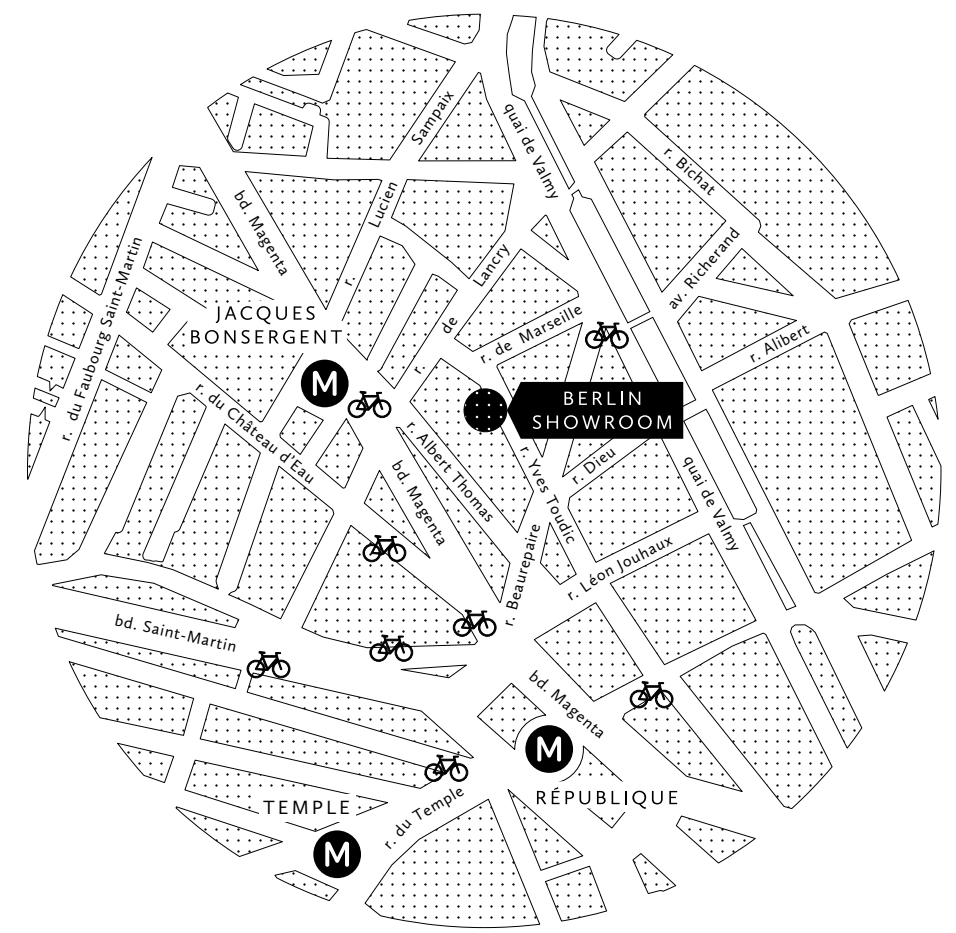 Sampaix
quai de Valmy
r. Bichat
bd. Magenta
r. Lucien
r. du Faubourg Saint-Martin
r. de Lancry
av. Richerand
JACQUES
BONSERGENT
r. de Marseille
r. Alibert
M
BERLIN
SHOWROOM
r. du Château d'Eau
r. Albert Thomas
bd. Magenta
r. Yves Toudic
r. Dieu
quai de Valmy
r. Beaurepaire
r. Léon Jouhaux
bd. Saint-Martin
bd. Magenta
M
RÉPUBLIQUE
TEMPLE
r. du Temple
M